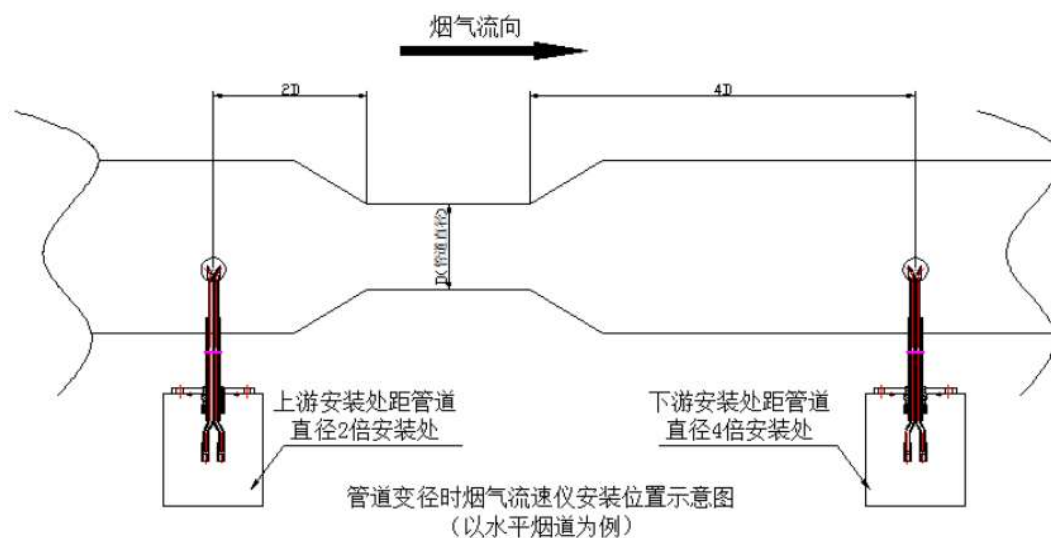 烟气流向
2D
4D
D(管道直径)
上游安装处距管道
直径2倍安装处
下游安装处距管道
直径4倍安装处
管道变径时烟气流速仪安装位置示意图
（以水平烟道为例）